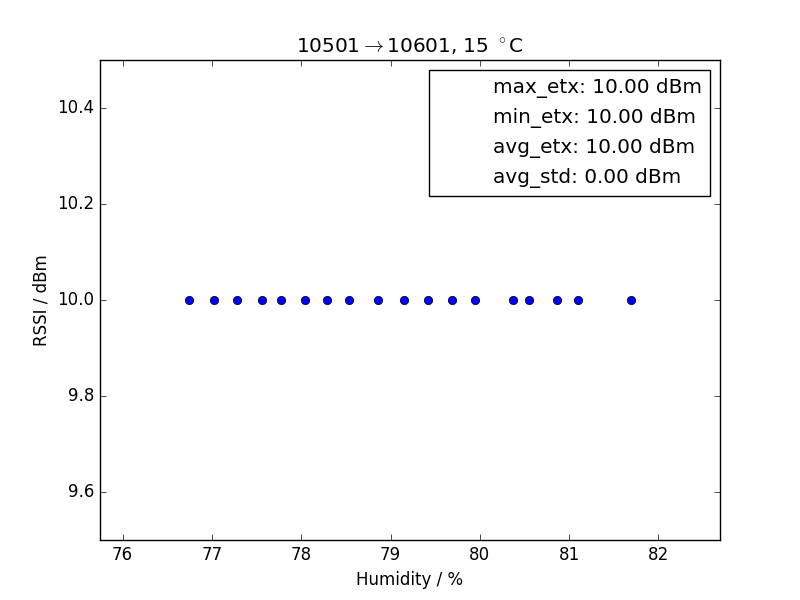 10501→10601, 15 °C
max_etx: 10.00 dBm
min_etx: 10.00 dBm
avg_etx: 10.00 dBm
avg_std: 0.00 dBm
RSSI / dBm
10.4
10.2
10.0
9.8
9.6
76 77 78 79 80 81 82
Humidity / %